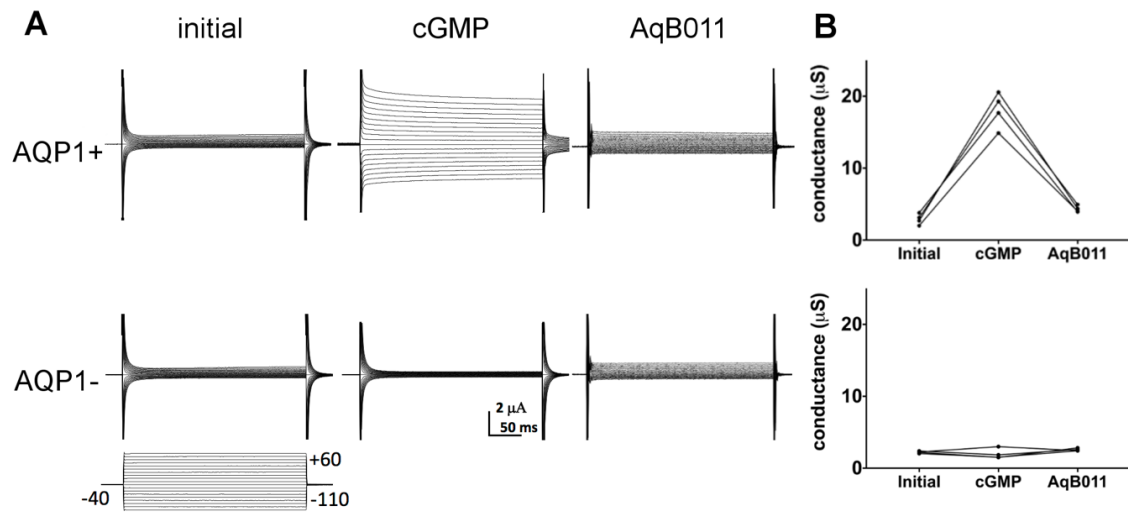 A
initial
cGMP
AqB011
B
AQP1+
AQP1-
2 μA
50 ms
+60
-40
-110
conductance (μS)
20
10
0
Initial
cGMP
AqB011
conductance (μS)
20
10
0
Initial
cGMP
AqB011